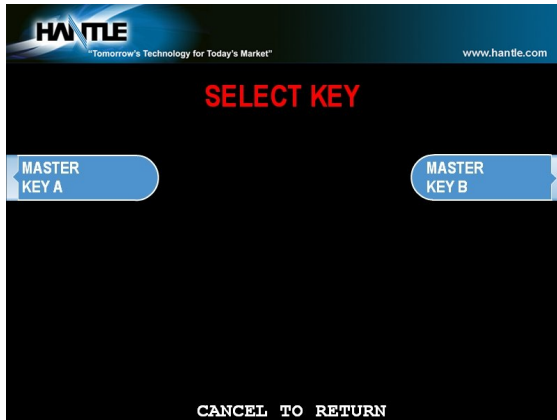 HANTLE
"Tomorrow's Technology for Today's Market"
www.hantle.com
SELECT KEY
MASTER
KEY A
MASTER
KEY B
CANCEL TO RETURN